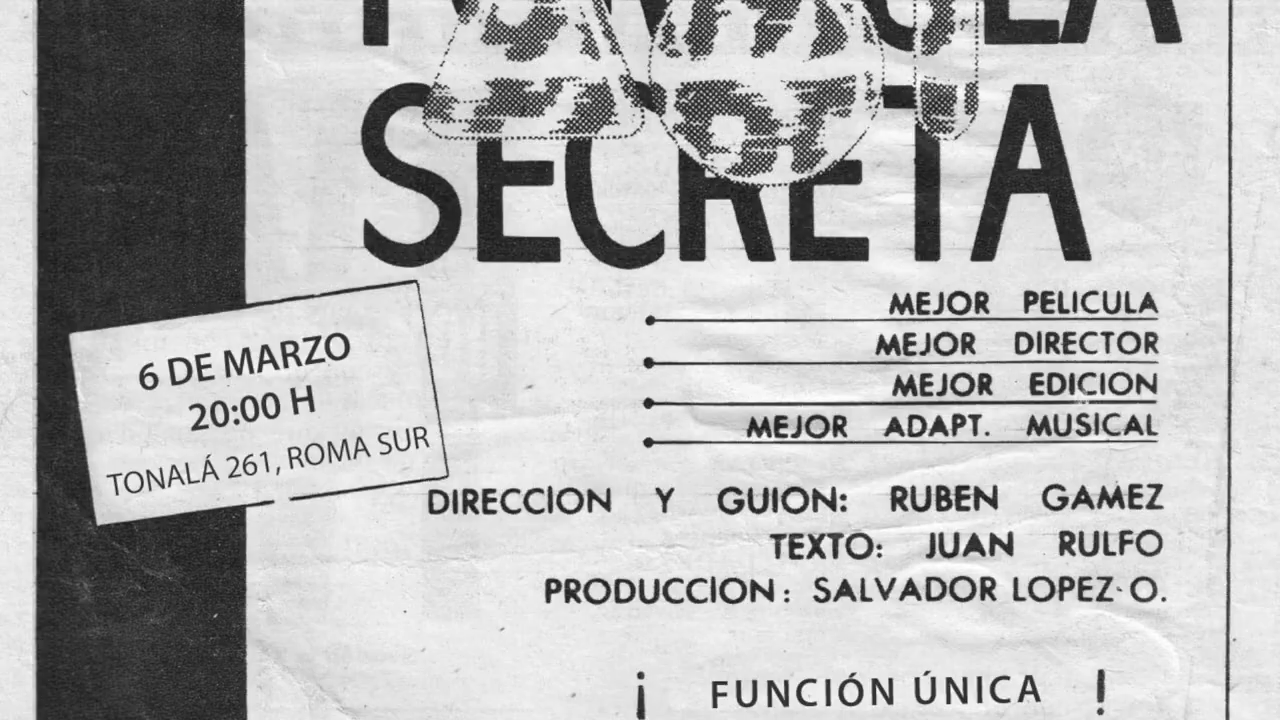 SECRETA
MEJOR PELICULA
MEJOR DIRECTOR
MEJOR EDICION
MEJOR ADAPT. MUSICAL
6 DE MARZO
20:00 H
TONALÁ 261, ROMA SUR
DIRECCION Y GUION: RUBEN GAMEZ
TEXTO: JUAN RULFO
PRODUCCION: SALVADOR LOPEZ O.
¡ FUNCIÓN ÚNICA !